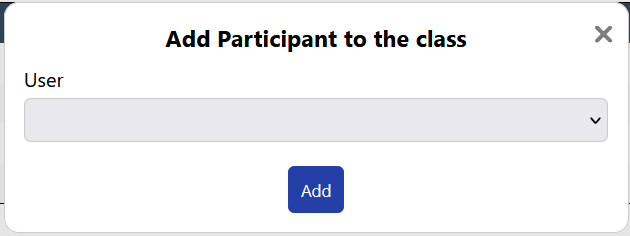 Add Participant to the class
User
Add